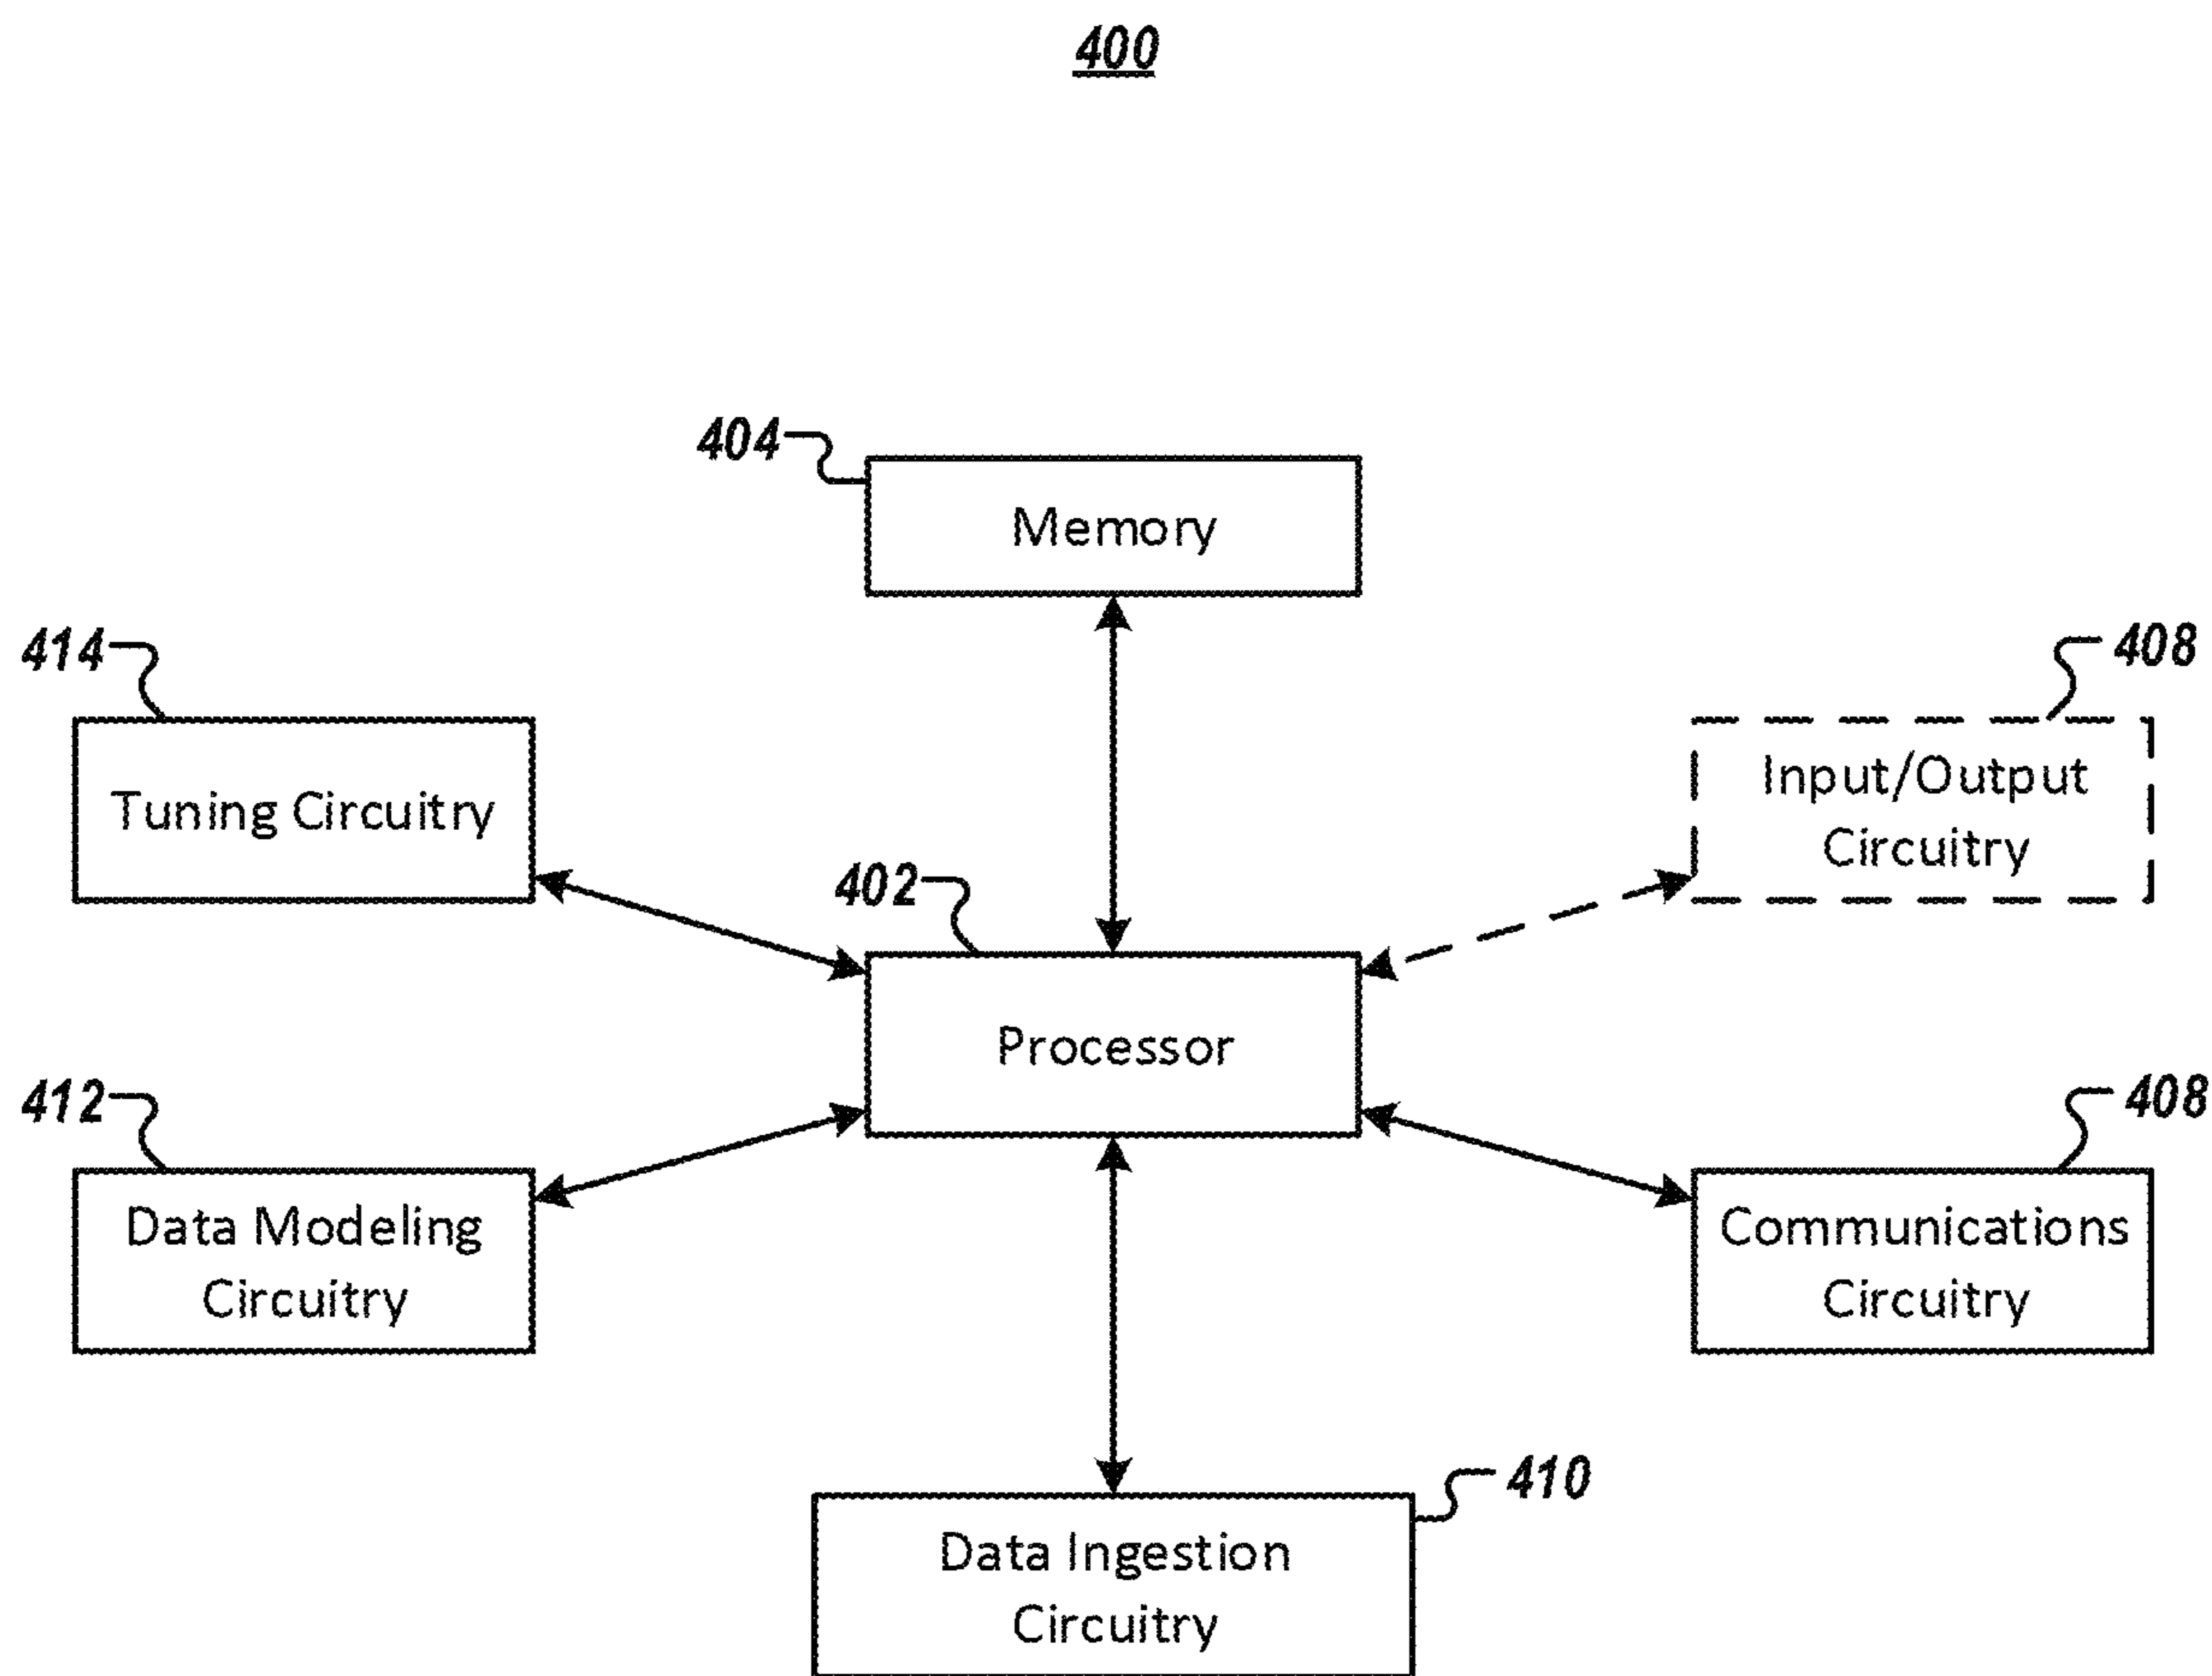 400
404
Memory
414
408
Tuning Circuitry
Input/Output
Circuitry
402
Processor
412
408
Data Modeling
Circuitry
Communications
Circuitry
410
Data Ingestion
Circuitry